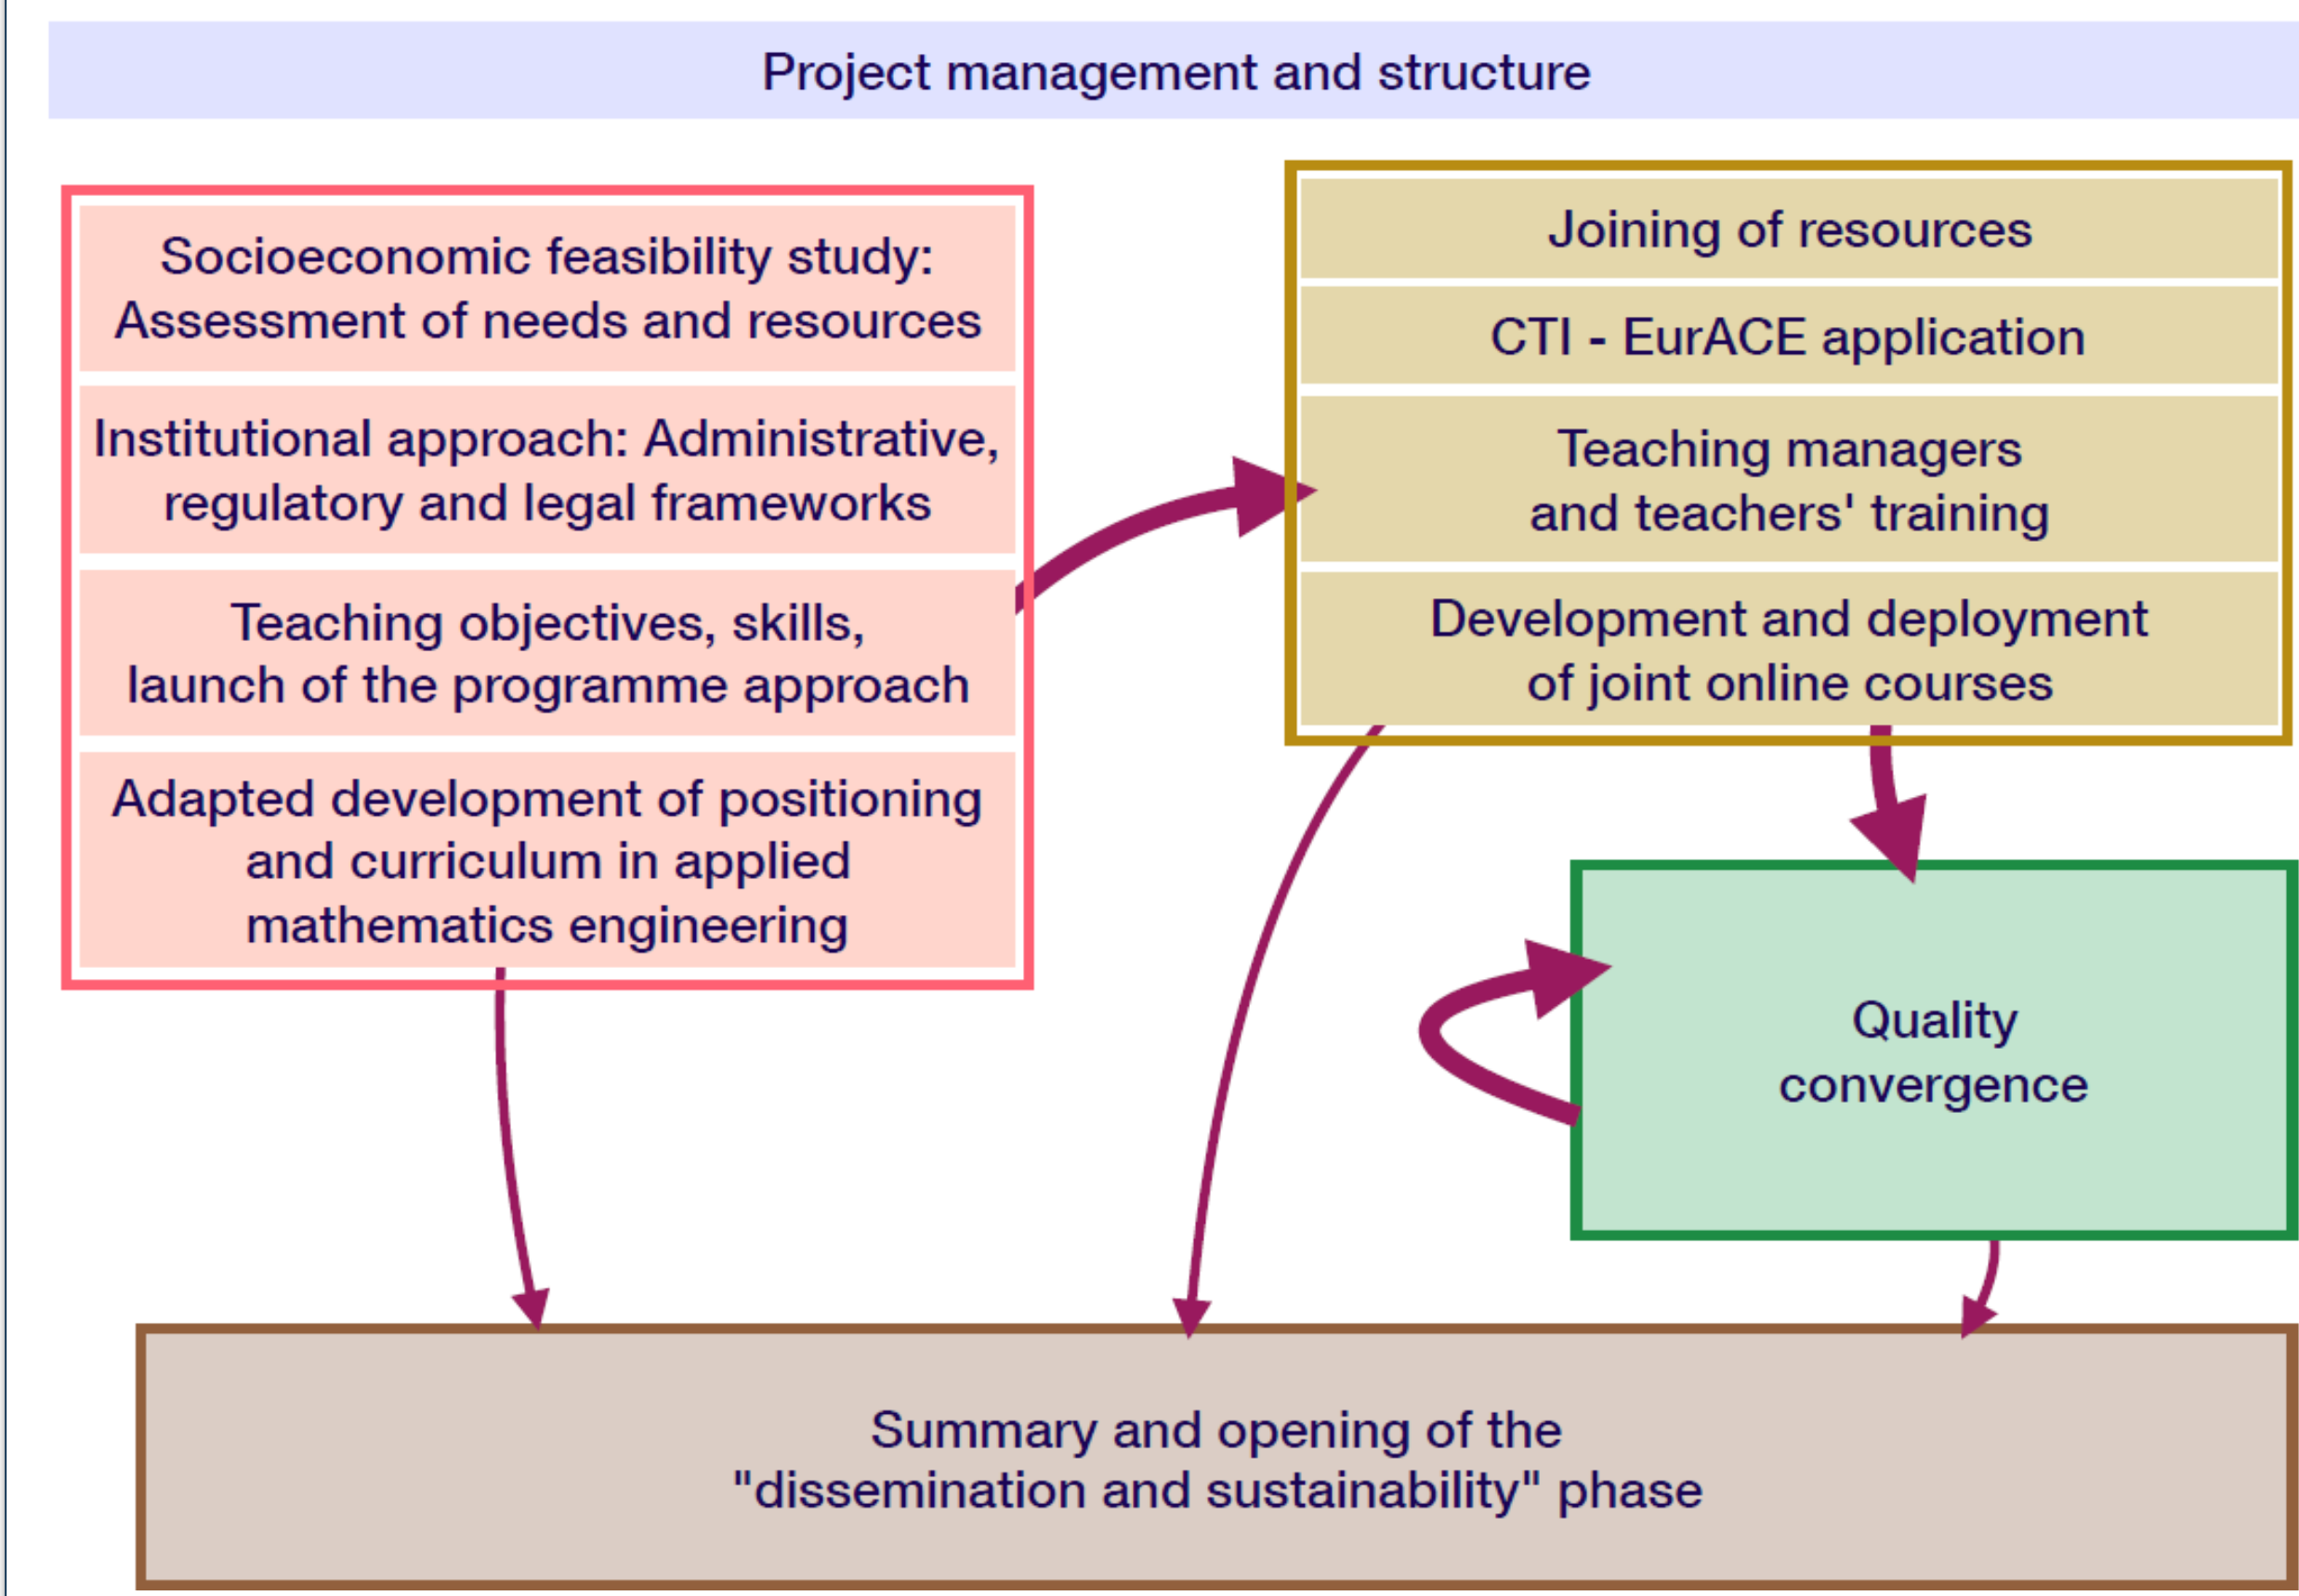 Project management and structure
Socioeconomic feasibility study:
Assessment of needs and resources
Institutional approach: Administrative,
regulatory and legal frameworks
Teaching objectives, skills,
launch of the programme approach
Adapted development of positioning
and curriculum in applied
mathematics engineering
Joining of resources
CTI - EurACE application
Teaching managers
and teachers' training
Development and deployment
of joint online courses
Quality
convergence
Summary and opening of the
"dissemination and sustainability" phase